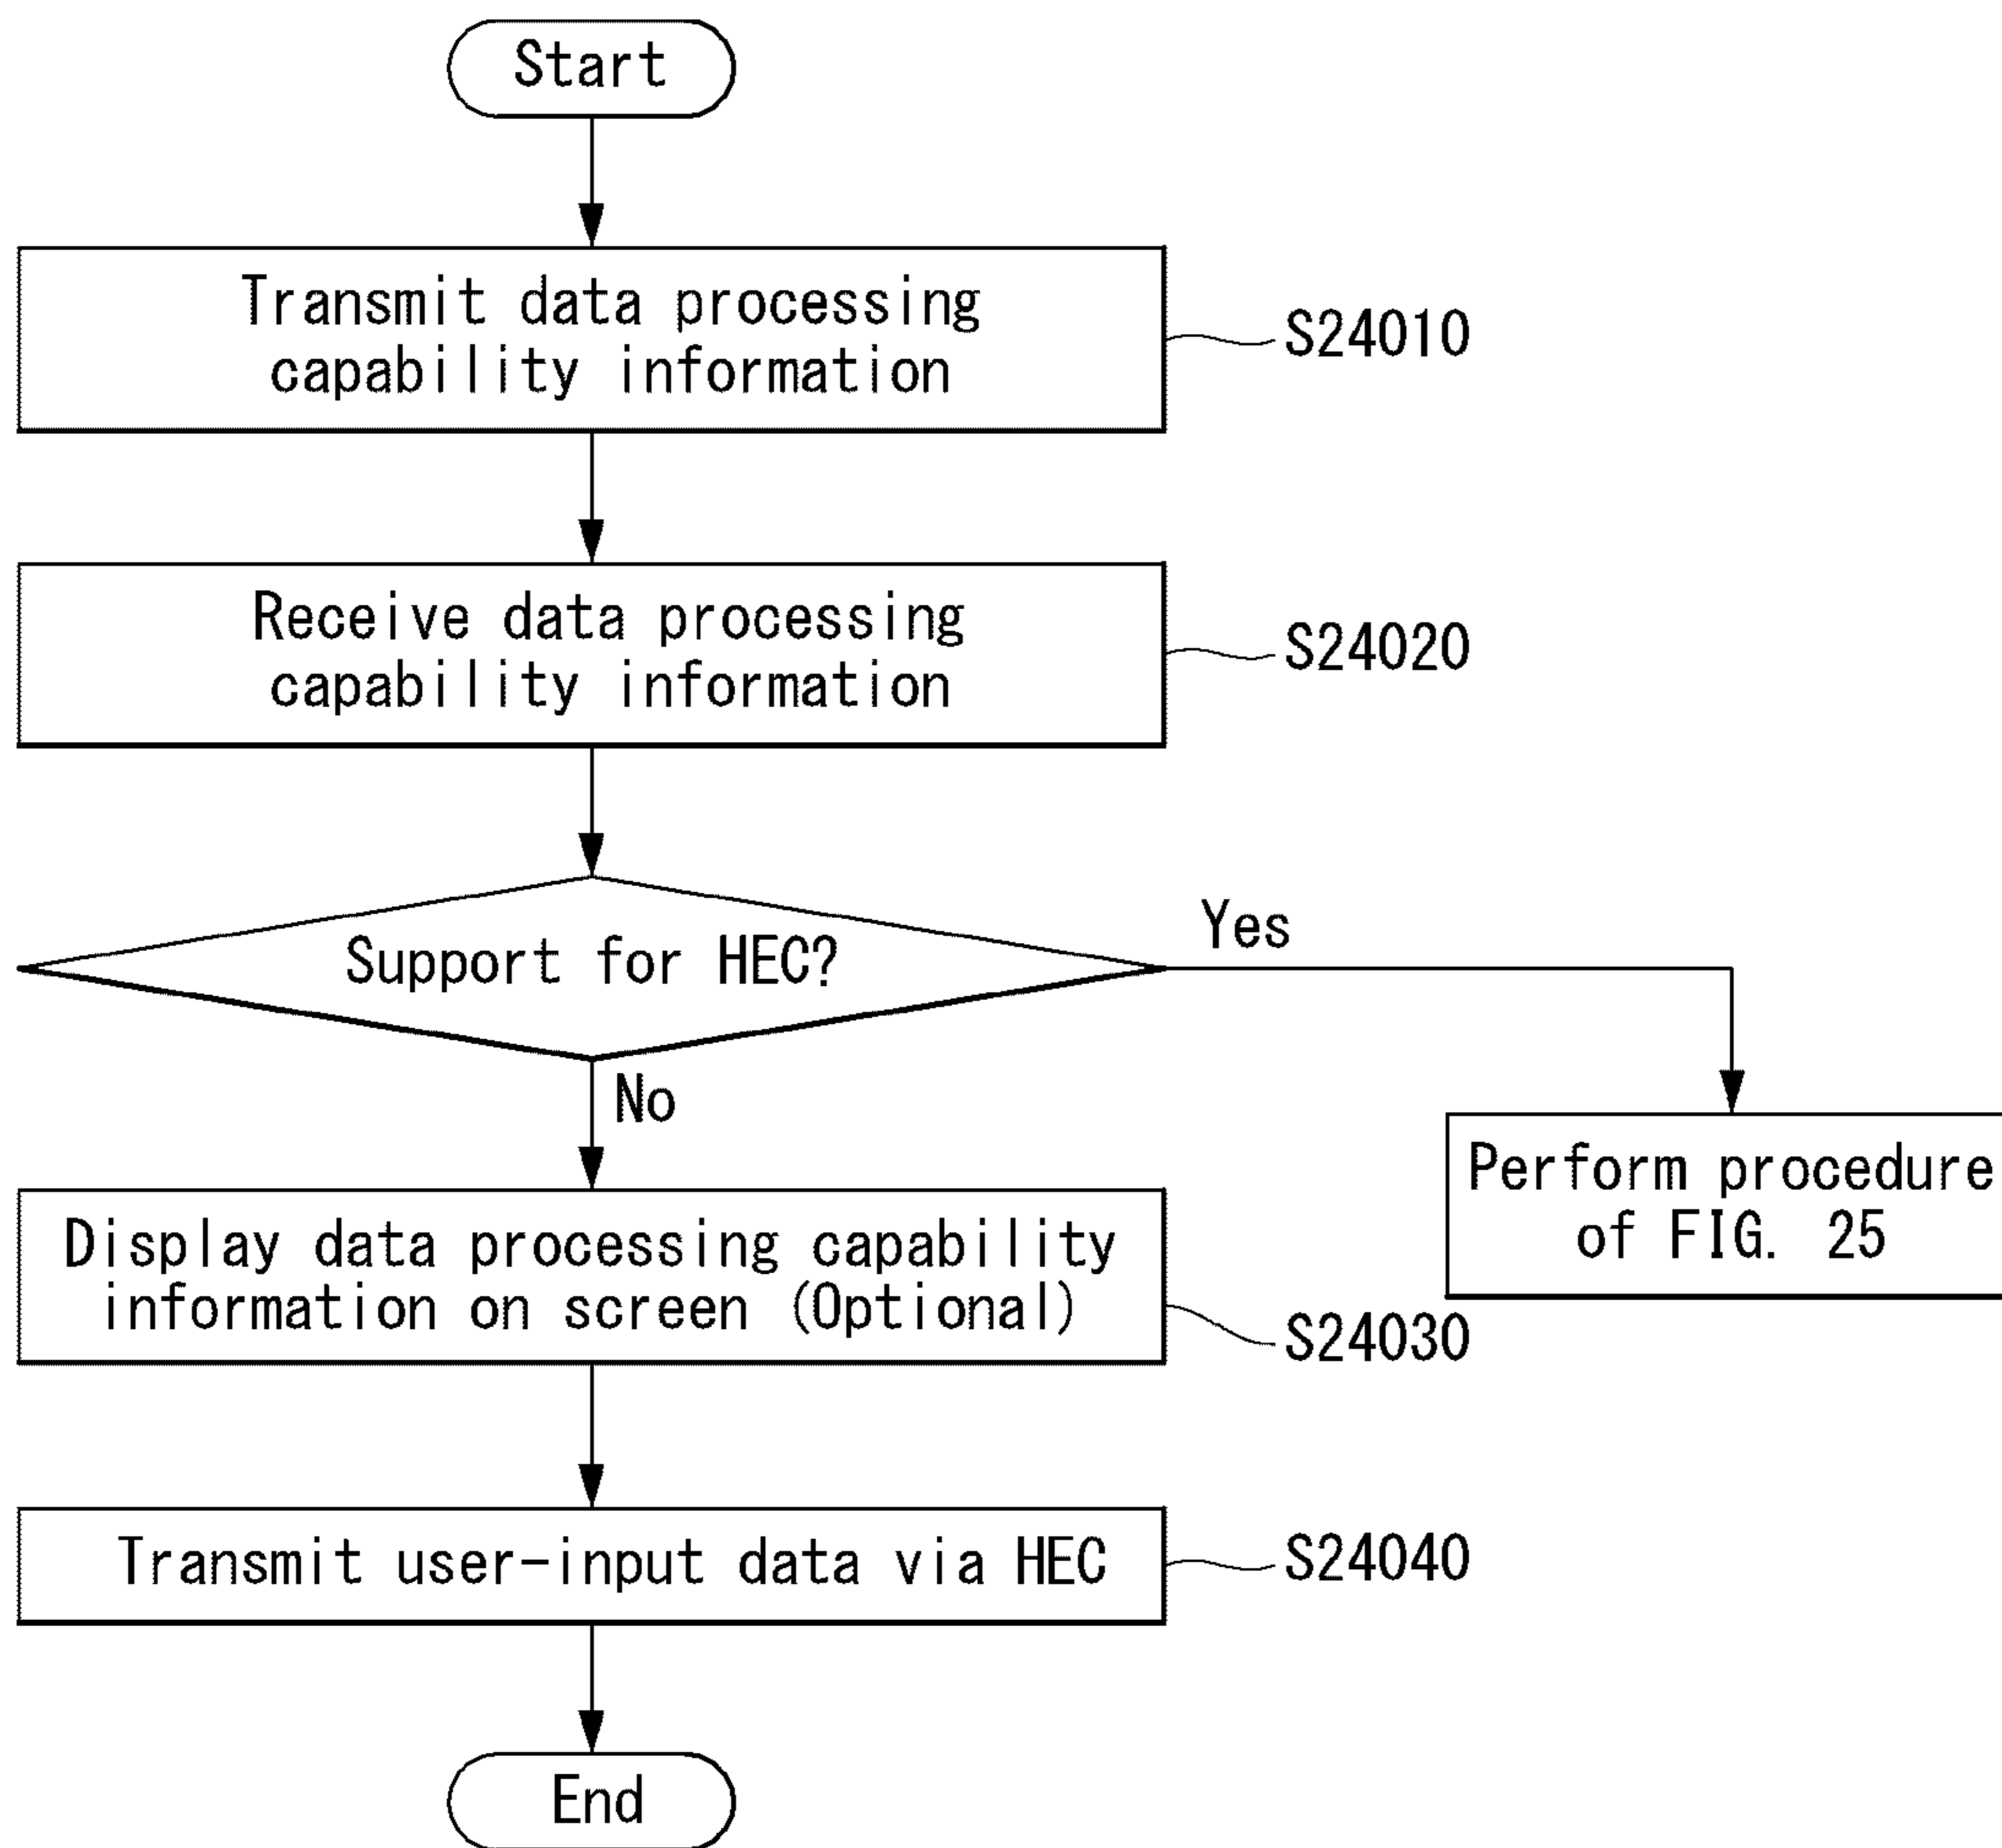 Start
Transmit data processing
capability information
S24010
Receive data processing
capability information
S24020
Support for HEC?
Yes
No
Perform procedure
of FIG. 25
Display data processing capability
information on screen (Optional)
S24030
Transmit user-input data via HEC
S24040
End